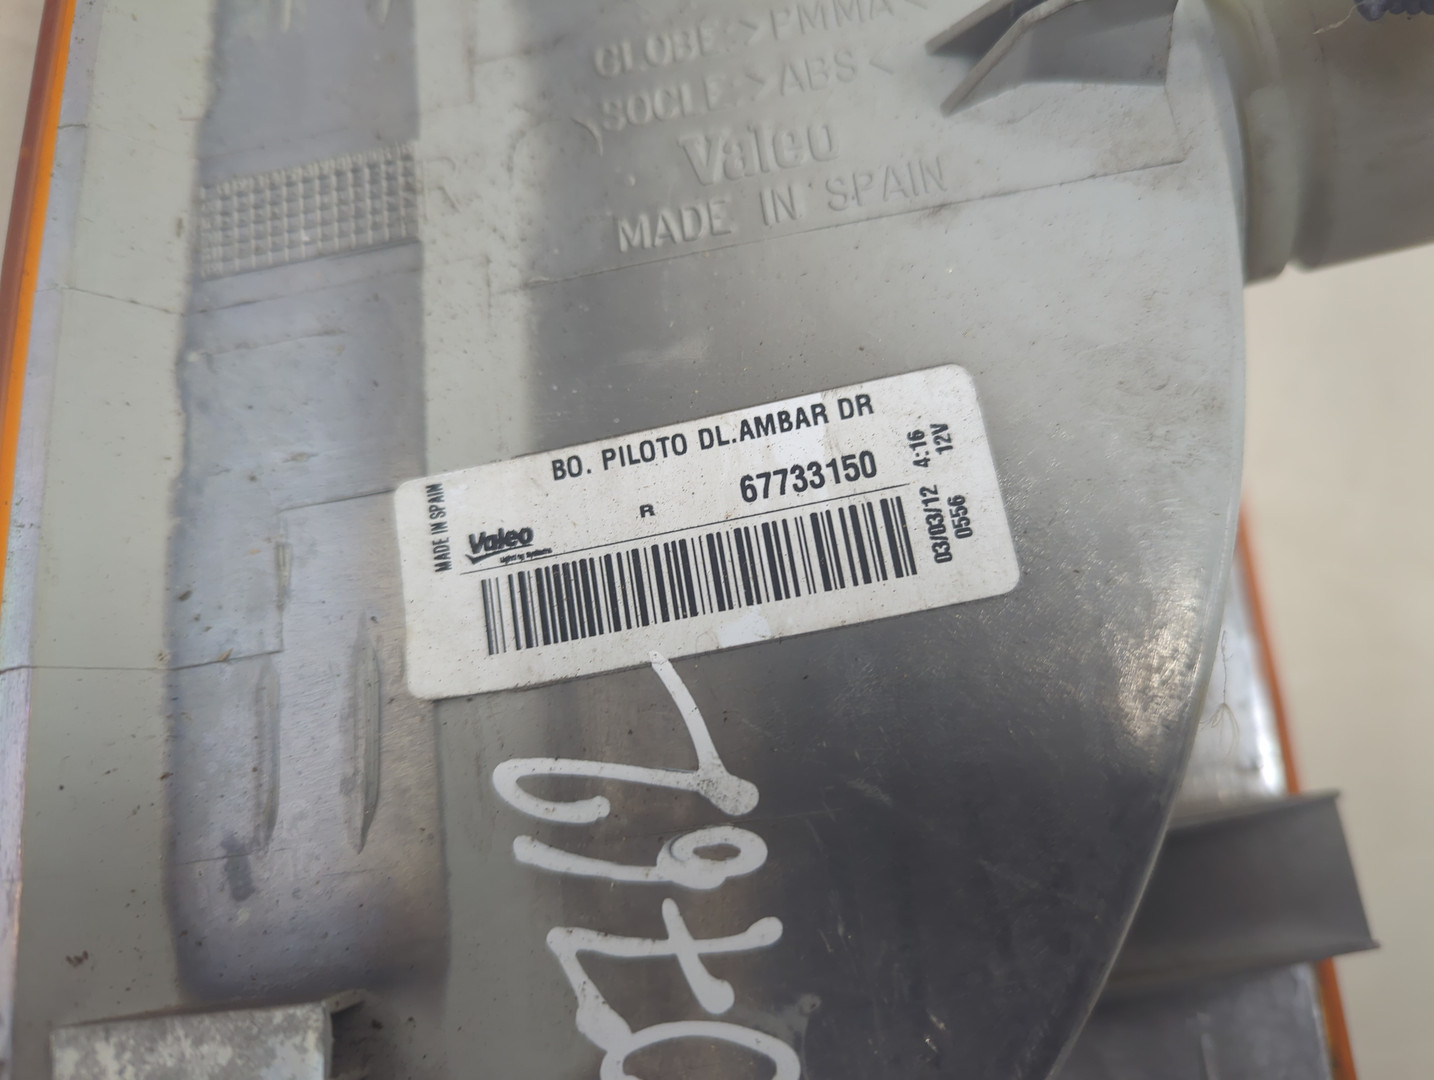 GLOBE >PMMA<
SOCLE >ABS<
Valeo
MADE IN SPAIN
BO. PILOTO DL.AMBAR DR
R 67733150
MADE IN SPAIN
Valeo
03/03/12 4:16
0556 12V
0762